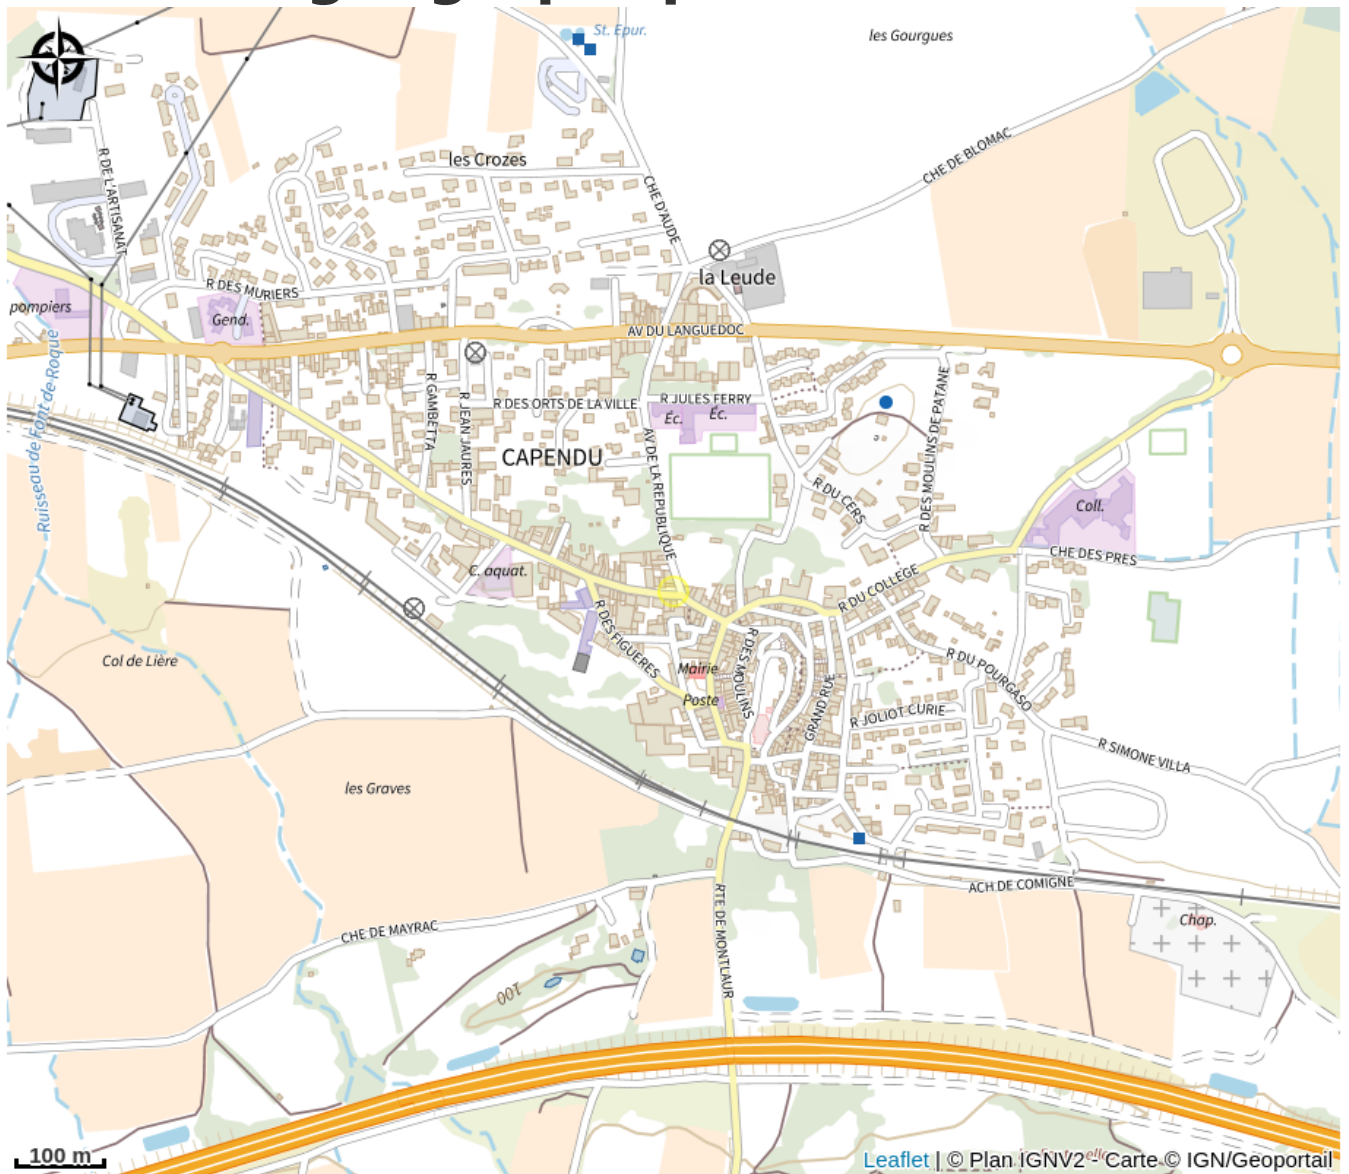 St. Epur.
les Gourgues
les Crozes
CHE DE BLOMAC
R DE L'ARTISANAT
CHE D'AUDE
la Leude
R DES MURIERS
pompiers
Gend.
AV DU LANGUEDOC
Ruisseau de Font de Roque
R GAMBETTA
R JEAN JAURES
R DES ORTS DE LA VILLE
R JULES FERRY
Éc.
Éc.
R DES MOULINS DE PATANE
CAPENDU
AV DE LA REPUBLIQUE
R DU CERS
Coll.
CHE DES PRES
C. aquat.
R DU COLLEGE
R DES FIGUERES
R DES MOULINS
Mairie
Poste
GRAND RUE
R DU POURGASO
R JOLIOT CURIE
Col de Lière
R SIMONE VILLA
les Graves
ACH DE COMIGNE
CHE DE MAYRAC
RTE DE MONTLAUR
Chap.
100
100 m
Leaflet | © Plan IGNV2 - Carte © IGN/Geoportail